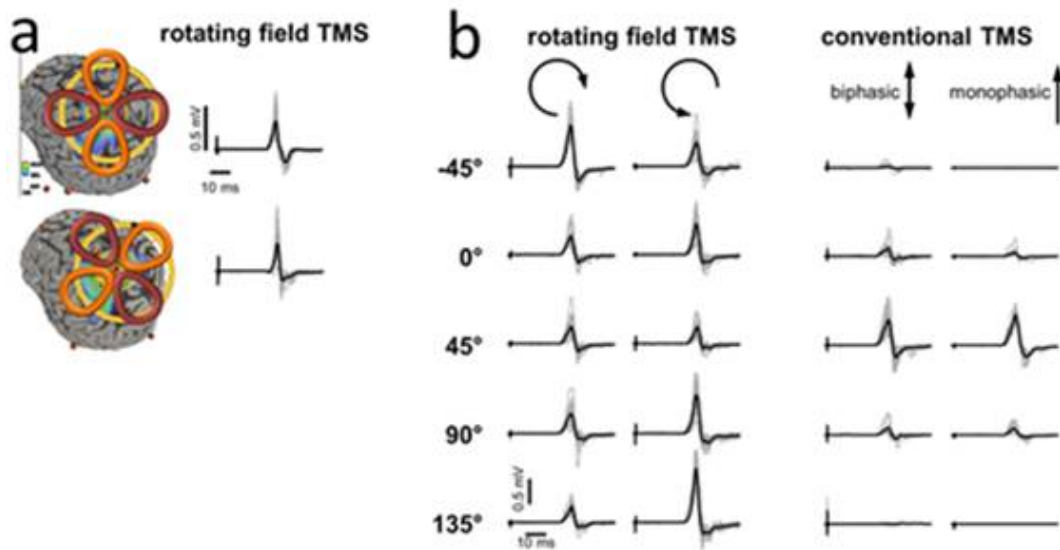 a
rotating field TMS
0.5 mV
10 ms
b
rotating field TMS
conventional TMS
biphasic
monophasic
-45°
0°
45°
90°
135°
0.5 mV
10 ms